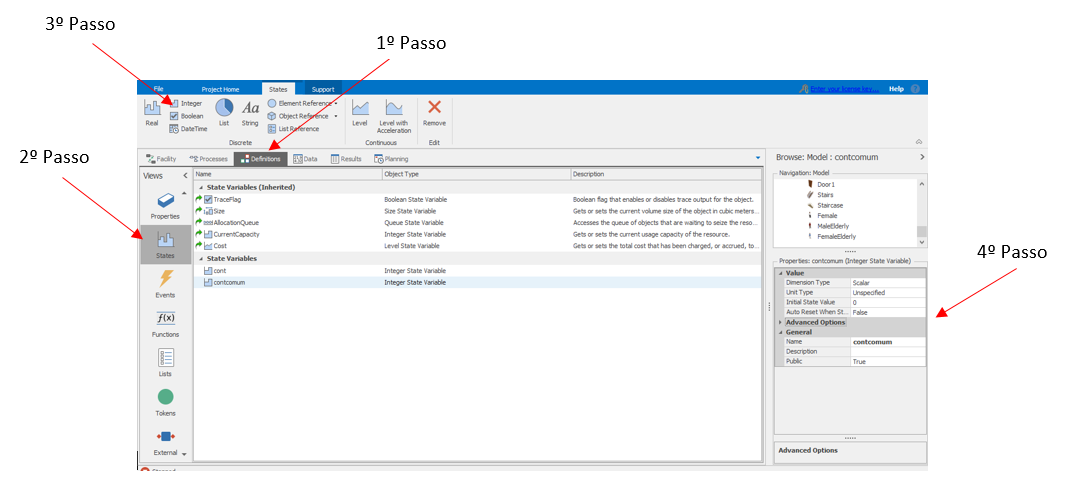 3º Passo
1º Passo
2º Passo
4º Passo
File Project Home States Support Enter your license key... Help
Real
Integer
Boolean
DateTime
List
String
Element Reference
Object Reference
List Reference
Discrete
Level
Level with Acceleration
Continuous
Remove
Edit
Facility Processes Definitions Data Results Planning
Views
Properties
States
Events
Functions
Lists
Tokens
External
Name Object Type Description
State Variables (Inherited)
TraceFlag Boolean State Variable Boolean flag that enables or disables trace output for the object.
Size Size State Variable Gets or sets the current volume size of the object in cubic meters...
AllocationQueue Queue State Variable Accesses the queue of objects that are waiting to seize the reso...
CurrentCapacity Integer State Variable Gets or sets the current usage capacity of the resource.
Cost Level State Variable Gets or sets the total cost that has been charged, or accrued, to...
State Variables
cont Integer State Variable
contcomum Integer State Variable
Browse: Model : contcomum
Navigation: Model
Door1
Stairs
Staircase
Female
MaleElderly
FemaleElderly
Properties: contcomum (Integer State Variable)
Value
Dimension Type Scalar
Unit Type Unspecified
Initial State Value 0
Auto Reset When St... False
Advanced Options
General
Name contcomum
Description
Public True
Advanced Options